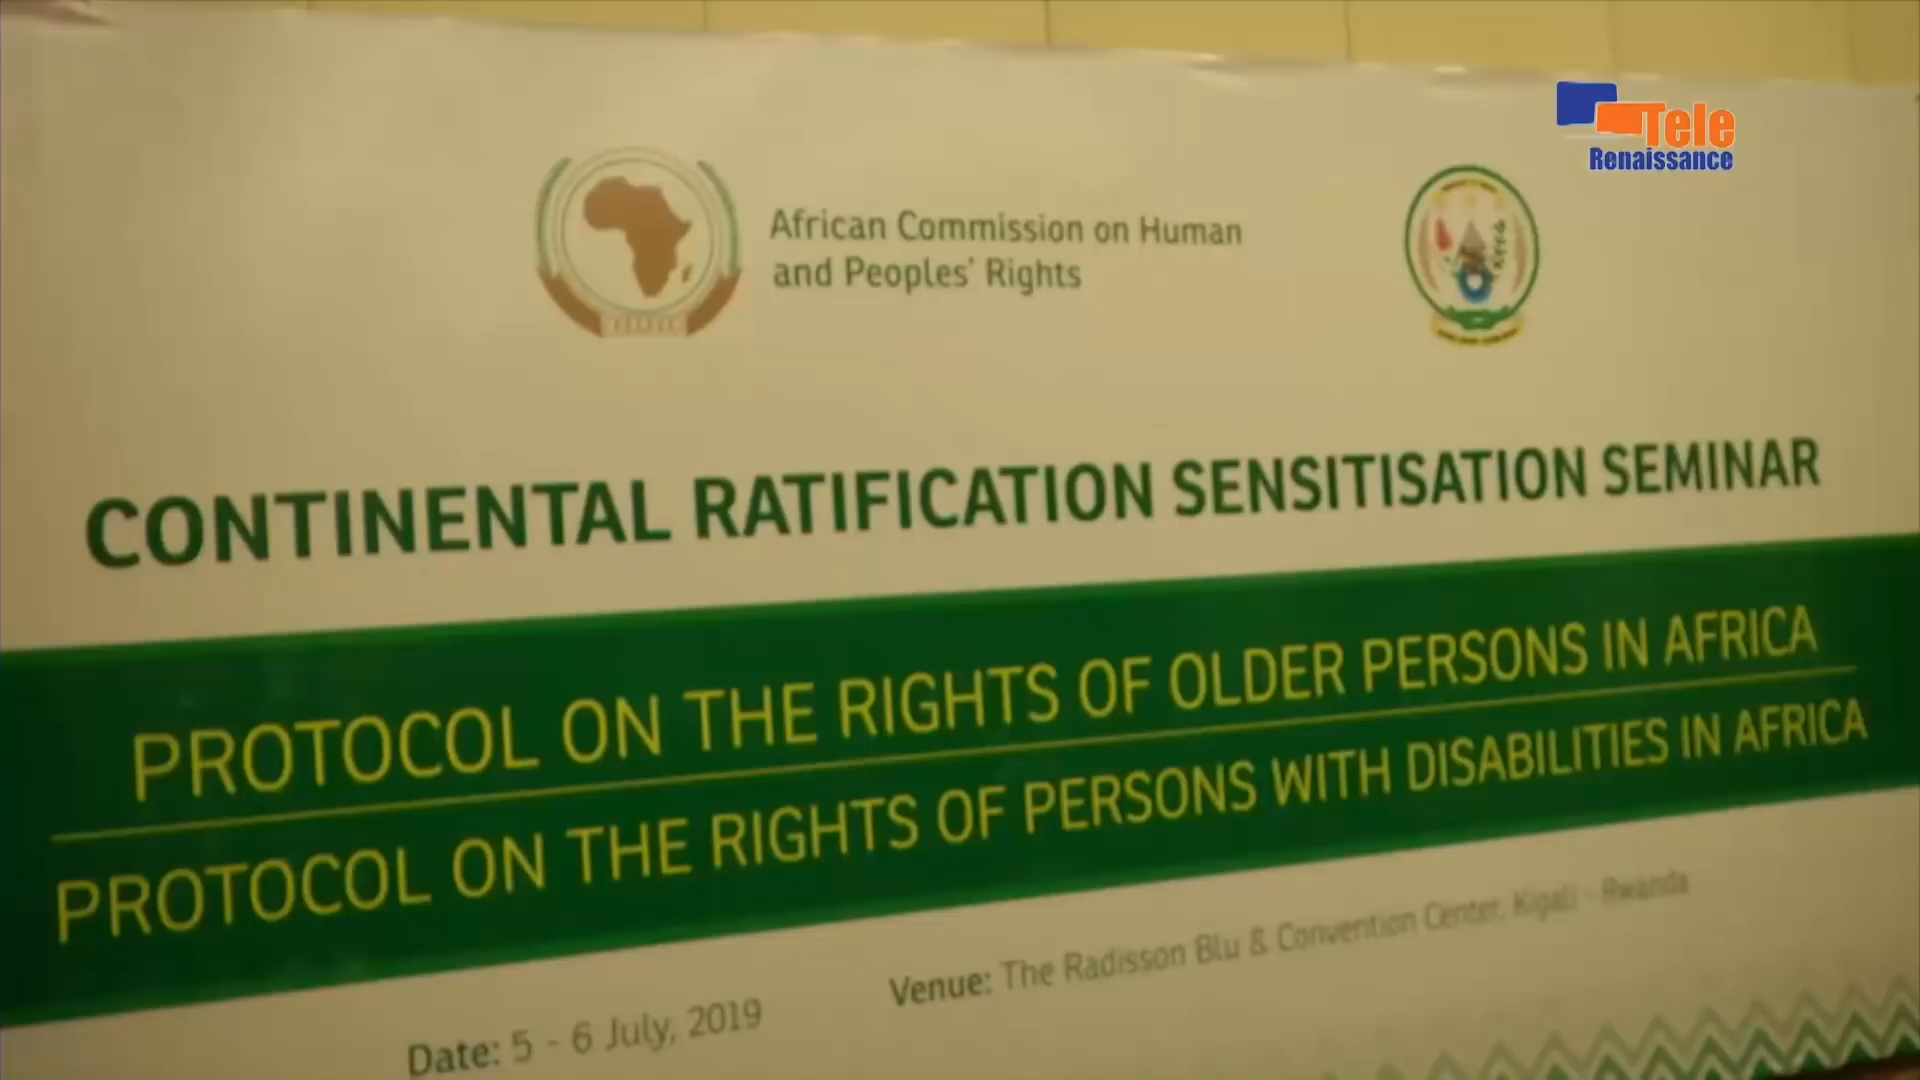 Tele
Renaissance
African Commission on Human
and Peoples' Rights
CONTINENTAL RATIFICATION SENSITISATION SEMINAR
PROTOCOL ON THE RIGHTS OF OLDER PERSONS IN AFRICA
PROTOCOL ON THE RIGHTS OF PERSONS WITH DISABILITIES IN AFRICA
Venue: The Radisson Blu & Convention Center, Kigali - Rwanda
Date: 5 - 6 July, 2019